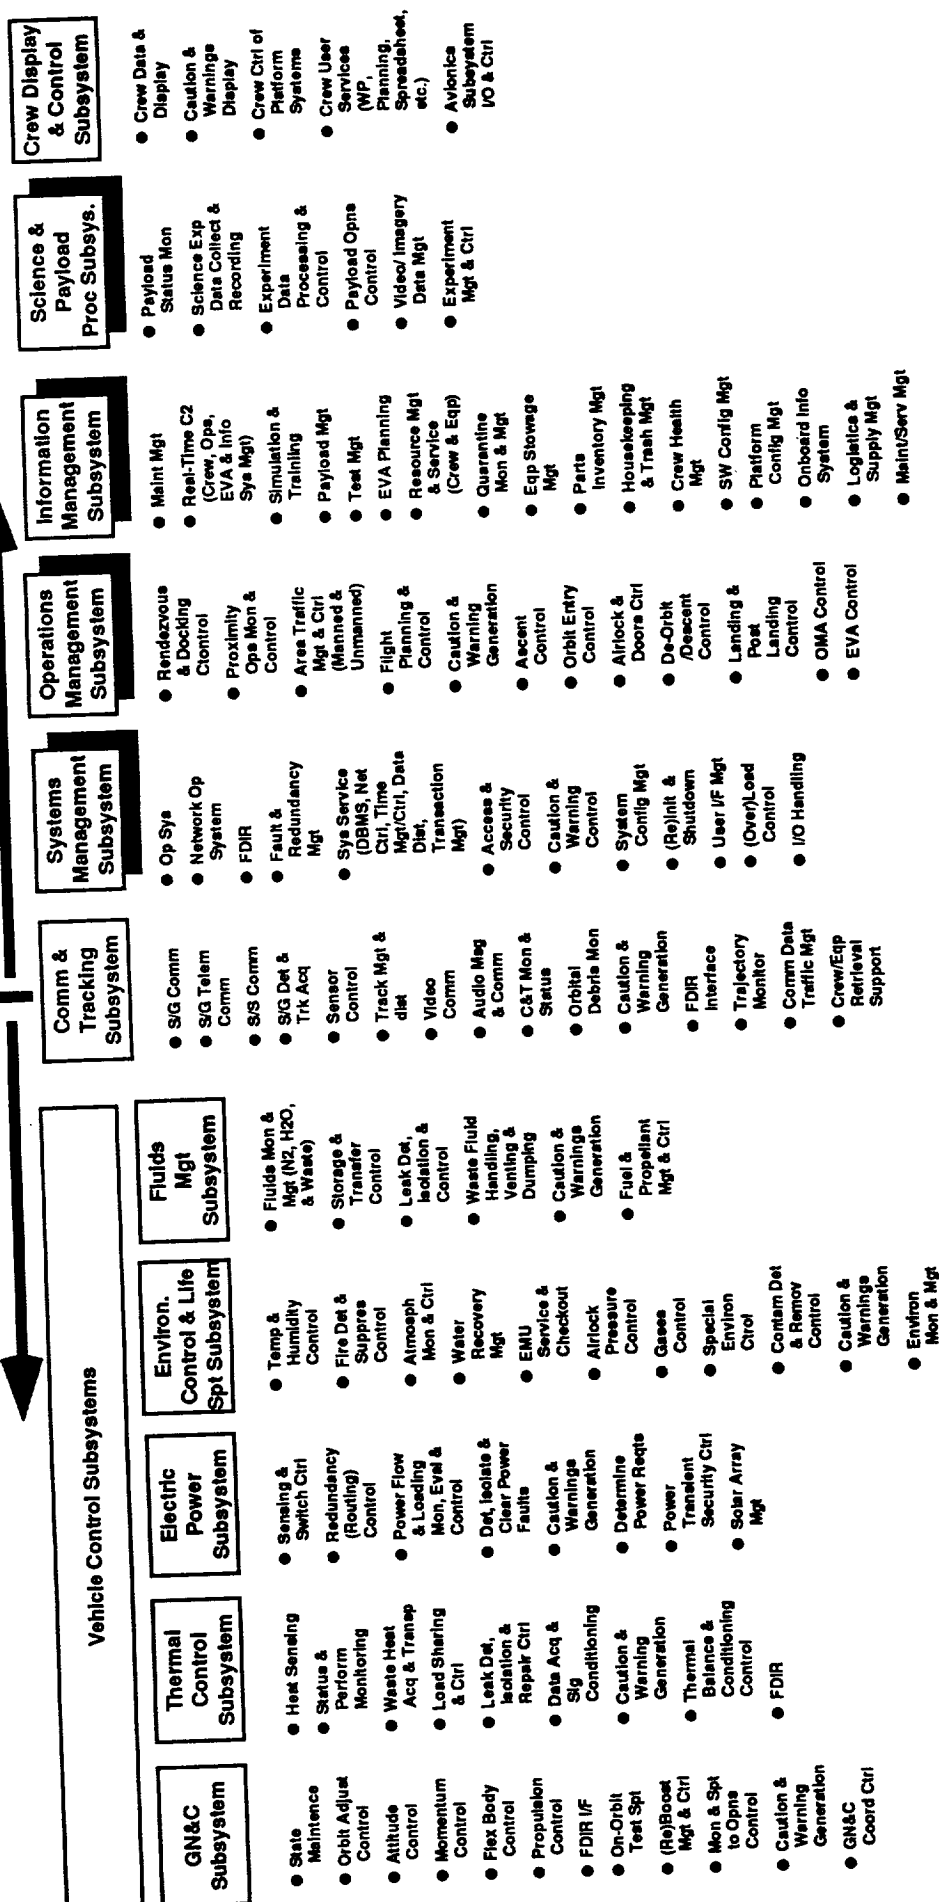 Vehicle Control Subsystems
GN&C
Subsystem
● State
Maintence
● Orbit Adjust
Control
● Attitude
Control
● Momentum
Control
● Flex Body
Control
● Propulsion
Control
● FDIR I/F
● On-Orbit
Test Spt
● (Re)Boost
Mgt & Ctrl
● Mon & Spt
to Opns
Control
● Caution &
Warning
Generation
● GN&C
Coord Ctrl
Thermal
Control
Subsystem
● Heat Sensing
● Status &
Perform
Monitoring
● Waste Heat
Acq & Transp
● Load Sharing
& Ctrl
● Leak Det,
Isolation &
Repair Ctrl
● Data Acq &
Sig
Conditioning
● Caution &
Warning
Generation
● Thermal
Balance &
Conditioning
Control
● FDIR
Electric
Power
Subsystem
● Sensing &
Switch Ctrl
● Redundancy
(Routing)
Control
● Power Flow
& Loading
Mon, Eval &
Control
● Det, Isolate &
Clear Power
Faults
● Caution &
Warnings
Generation
● Determine
Power Reqts
● Power
Transient
Security Ctrl
● Solar Array
Mgt
Environ.
Control & Life
Spt Subsystem
● Temp &
Humidity
Control
● Fire Det &
Suppres
Control
● Atmosph
Mon & Ctrl
● Water
Recovery
Mgt
● EMU
Service &
Checkout
● Airlock
Pressure
Control
● Gases
Control
● Special
Environ
Ctrol
● Contam Det
& Remov
Control
● Caution &
Warnings
Generation
● Environ
Mon & Mgt
Fluids
Mgt
Subsystem
● Fluids Mon &
Mgt (N2, H2O,
& Waste)
● Storage &
Transfer
Control
● Leak Det,
Isolation &
Control
● Waste Fluid
Handling,
Venting &
Dumping
● Caution &
Warnings
Generation
● Fuel &
Propellant
Mgt & Ctrl
Comm &
Tracking
Subsystem
● S/G Comm
● S/G Telem
Comm
● S/S Comm
● S/G Det &
Trk Acq
● Sensor
Control
● Track Mgt &
dist
● Video
Comm
● Audio Msg
& Comm
● C&T Mon &
Status
● Orbital
Debris Mon
● Caution &
Warning
Generation
● FDIR
Interface
● Trajectory
Monitor
● Comm Data
Traffic Mgt
● Crew/Eqp
Retrieval
Support
Systems
Management
Subsystem
● Op Sys
● Network Op
System
● FDIR
● Fault &
Redundancy
Mgt
● Sys Service
(DBMS, Net
Ctrl, Time
Mgt/Ctrl, Data
Dist,
Transaction
Mgt)
● Access &
Security
Control
● Caution &
Warning
Control
● System
Config Mgt
● (Re)Init &
Shutdown
● User I/F Mgt
● (Over)Load
Control
● I/O Handling
Operations
Management
Subsystem
● Rendezvous
& Docking
Ctontrol
● Proximity
Ops Mon &
Control
● Area Traffic
Mgt & Ctrl
(Manned &
Unmanned)
● Flight
Planning &
Control
● Caution &
Warning
Generation
● Ascent
Control
● Orbit Entry
Control
● Airlock &
Doors Ctrl
● De-Orbit
/Descent
Control
● Landing &
Post
Landing
Control
● OMA Control
● EVA Control
Information
Management
Subsystem
● Maint Mgt
● Real-Time C2
(Crew, Ops,
EVA & Info
Sys Mgt)
● Simulation &
Trainiing
● Payload Mgt
● Test Mgt
● EVA Planning
● Resource Mgt
& Service
(Crew & Eqp)
● Quarantine
Mon & Mgt
● Eqp Stowage
Mgt
● Parts
Inventory Mgt
● Housekeeping
& Trash Mgt
● Crew Health
Mgt
● SW Config Mgt
● Platform
Config Mgt
● Onboard Info
System
● Logistics &
Supply Mgt
● Maint/Serv Mgt
Science &
Payload
Proc Subsys.
● Payload
Status Mon
● Science Exp
Data Collect &
Recording
● Experiment
Data
Processing &
Control
● Payload Opns
Control
● Video/ Imagery
Data Mgt
● Experiment
Mgt & Ctrl
Crew Display
& Control
Subsystem
● Crew Data &
Display
● Caution &
Warnings
Display
● Crew Ctrl of
Platform
Systems
● Crew User
Services
(WP,
Planning,
Spreadsheet,
etc.)
● Avionics
Subsystem
I/O & Ctrl